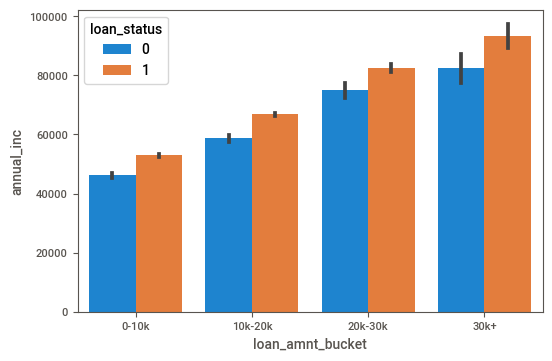 loan_status
0
1
100000
80000
60000
40000
20000
0
annual_inc
0-10k
10k-20k
20k-30k
30k+
loan_amnt_bucket